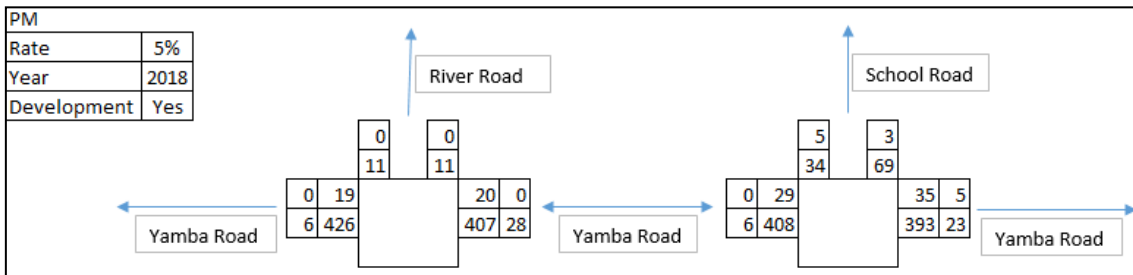 PM
Rate 5%
Year 2018
Development Yes
River Road
School Road
0 0
11 11
5 3
34 69
0 19 20 0
6 426 407 28
0 29 35 5
6 408 393 23
Yamba Road
Yamba Road
Yamba Road